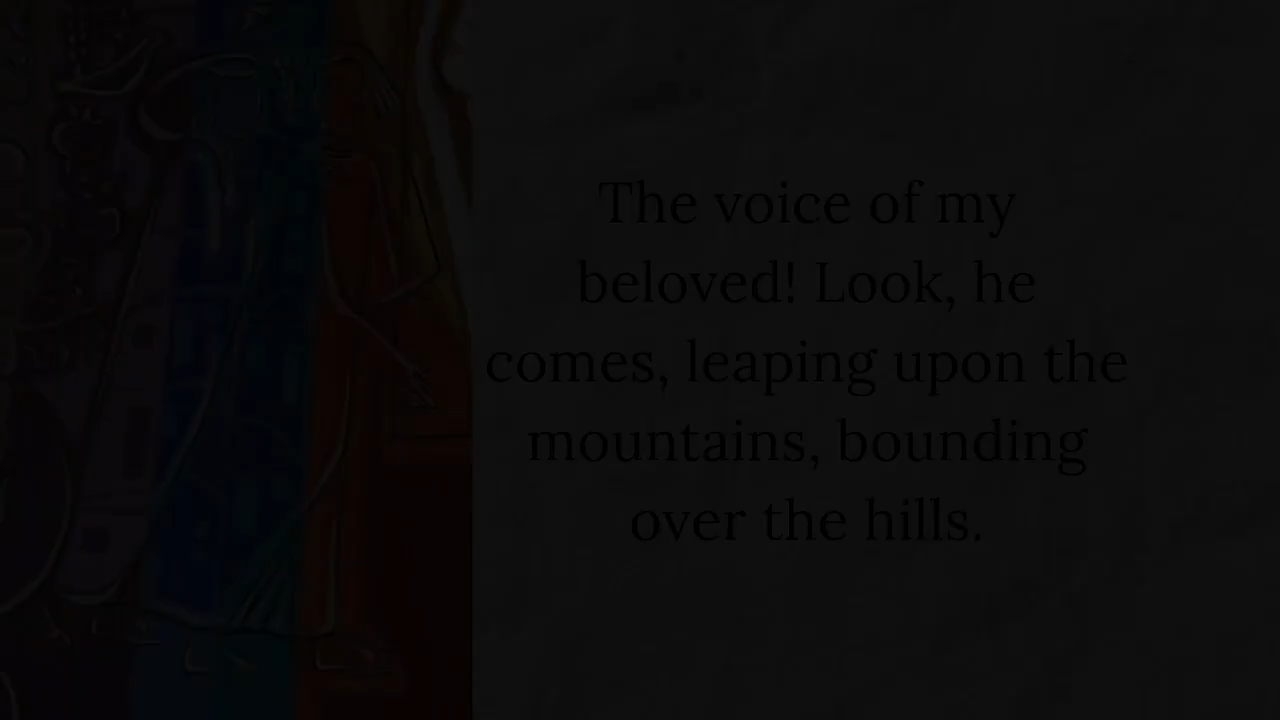 The voice of my
beloved! Look, he
comes, leaping upon the
mountains, bounding
over the hills.